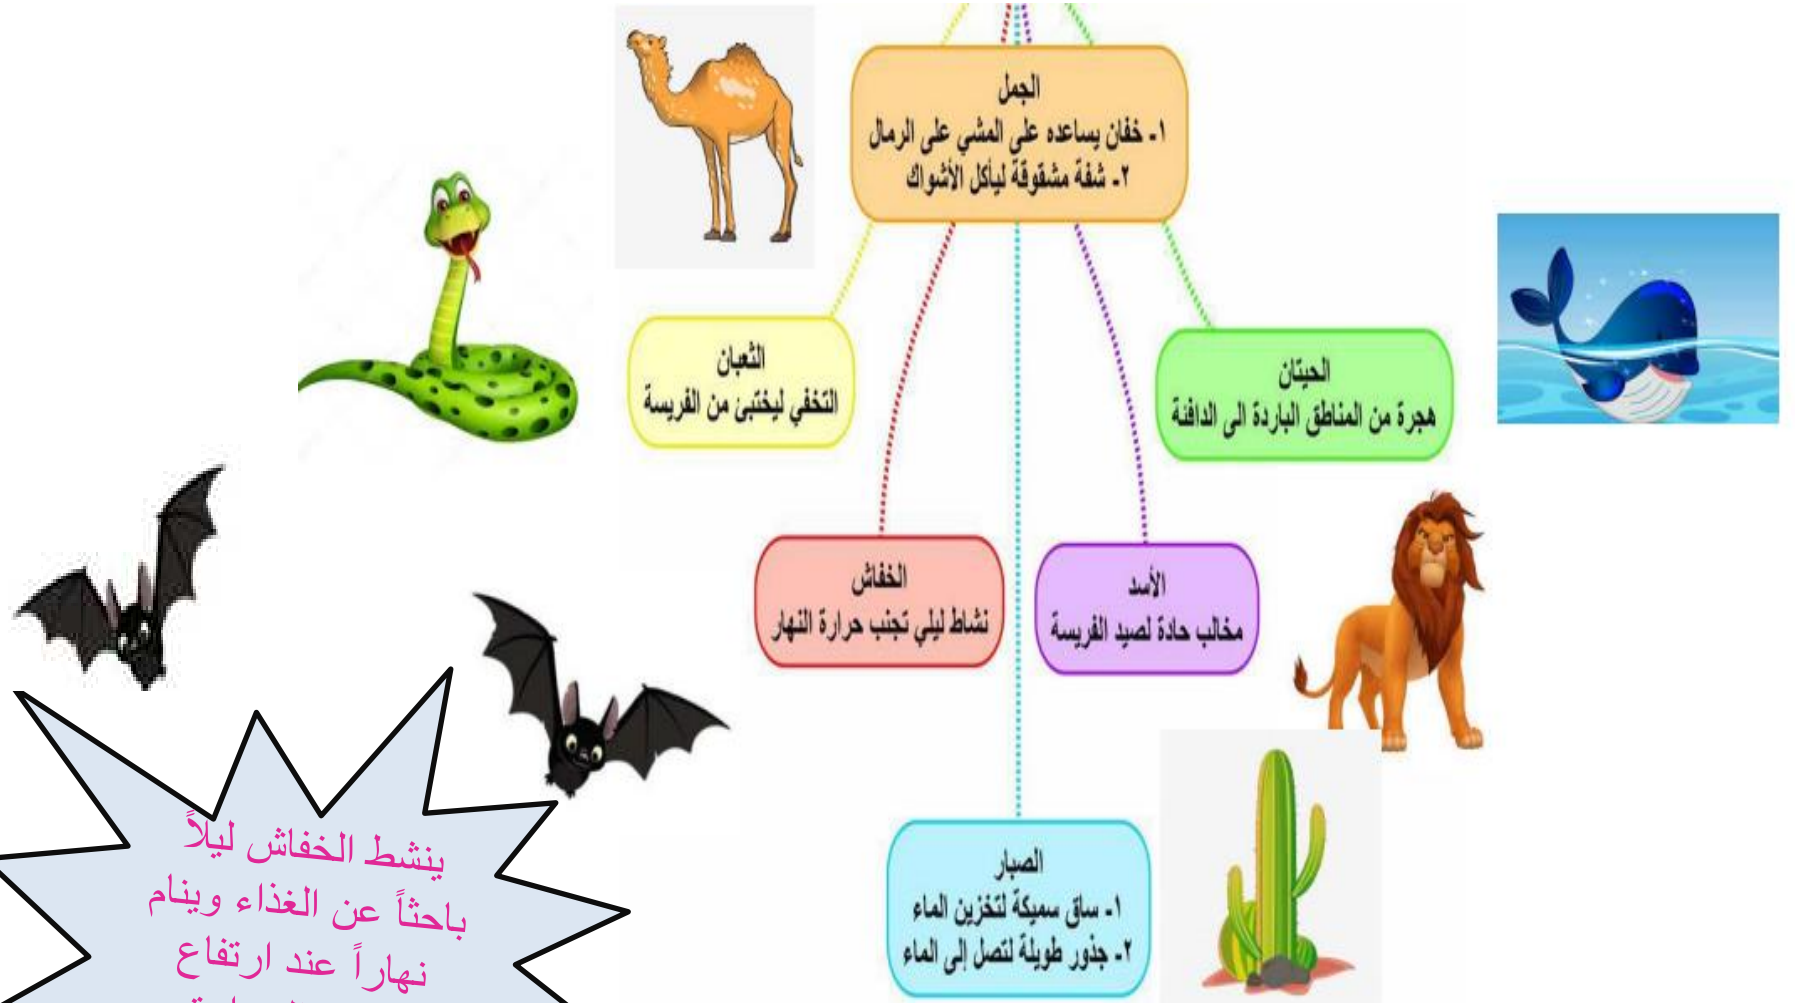 الجمل
١- خفان يساعده على المشي على الرمال
٢- شفة مشقوقة ليأكل الأشواك
الحيتان
هجرة من المناطق الباردة الى الدافئة
الثعبان
التخفي ليختبئ من الفريسة
الأسد
مخالب حادة لصيد الفريسة
الخفاش
نشاط ليلي تجنب حرارة النهار
الصبار
١- ساق سميكة لتخزين الماء
٢- جذور طويلة لتصل إلى الماء
ينشط الخفاش ليلاً
باحثاً عن الغذاء وينام
نهاراً عند ارتفاع